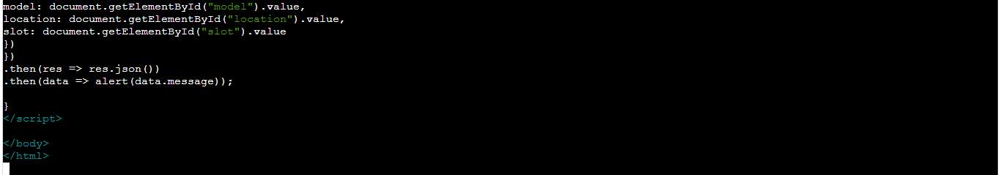 model: document.getElementById("model").value,
location: document.getElementById("location").value,
slot: document.getElementById("slot").value
})
})
.then(res => res.json())
.then(data => alert(data.message));
}
</script>
</body>
</html>